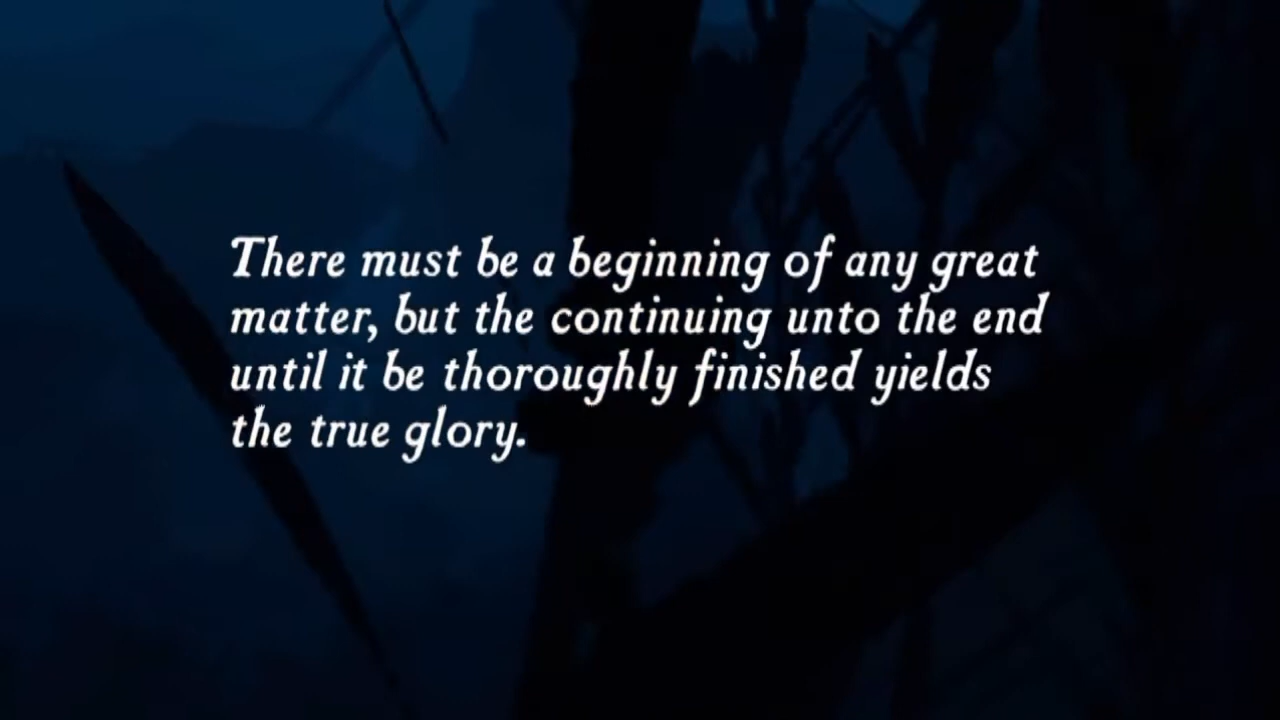 There must be a beginning of any great
matter, but the continuing unto the end
until it be thoroughly finished yields
the true glory.